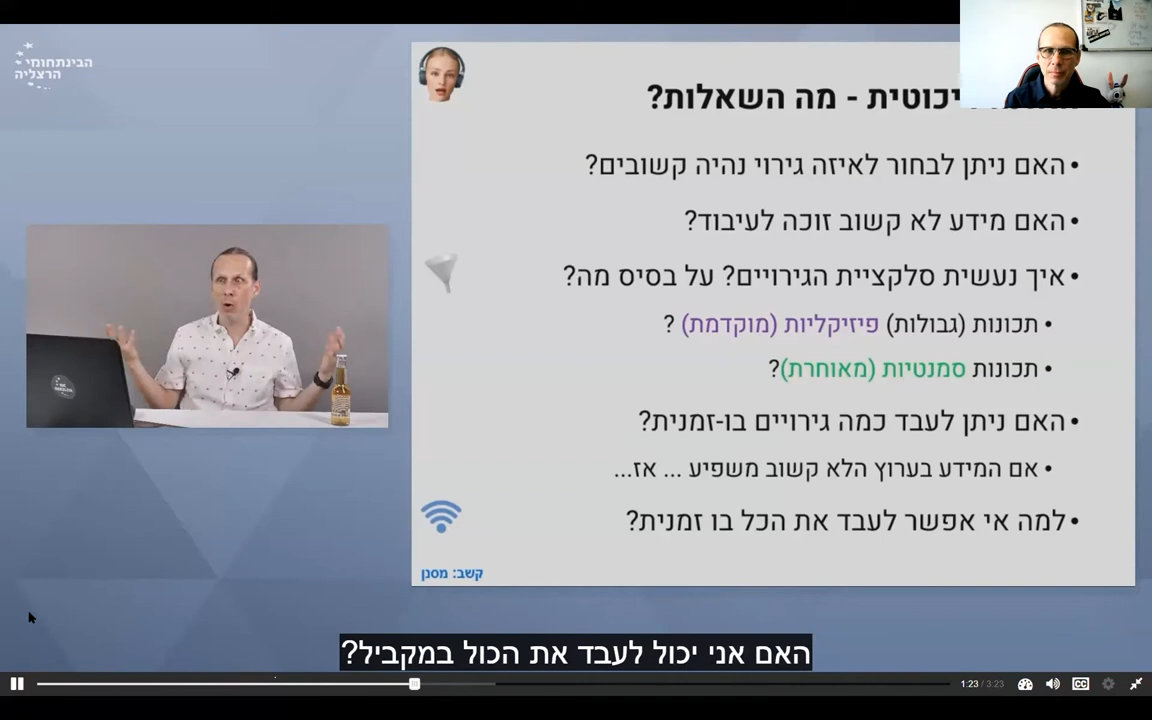 הבינתחומי
הרצליה
יכוטית - מה השאלות?
• האם ניתן לבחור לאיזה גירוי נהיה קשובים?
• האם מידע לא קשוב זוכה לעיבוד?
• איך נעשית סלקציית הגירויים? על בסיס מה?
• תכונות (גבולות) פיזיקליות (מוקדמת) ?
• תכונות סמנטיות (מאוחרת)?
• האם ניתן לעבד כמה גירויים בו-זמנית?
• אם המידע בערוץ הלא קשוב משפיע ... אז...
• למה אי אפשר לעבד את הכל בו זמנית?
קשב: מסנן
האם אני יכול לעבד את הכול במקביל?
1:23 / 3:23
CC